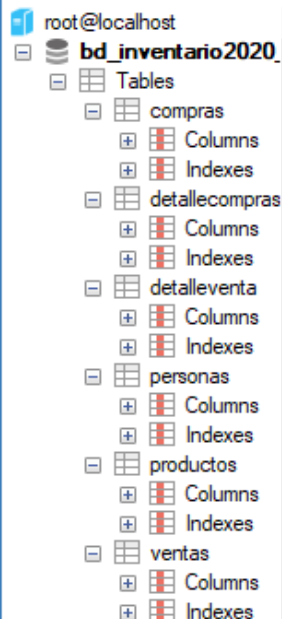 root@localhost
bd_inventario2020_
Tables
compras
Columns
Indexes
detallecompras
Columns
Indexes
detalleventa
Columns
Indexes
personas
Columns
Indexes
productos
Columns
Indexes
ventas
Columns
Indexes